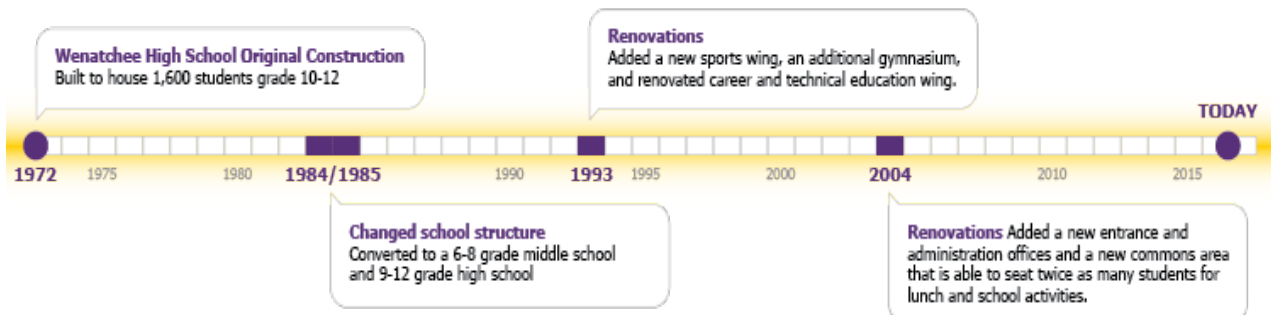 Wenatchee High School Original Construction
Built to house 1,600 students grade 10-12
Renovations
Added a new sports wing, an additional gymnasium,
and renovated career and technical education wing.
TODAY
1972 1975 1980 1984/1985 1990 1993 1995 2000 2004 2010 2015
Changed school structure
Converted to a 6-8 grade middle school
and 9-12 grade high school
Renovations Added a new entrance and
administration offices and a new commons area
that is able to seat twice as many students for
lunch and school activities.